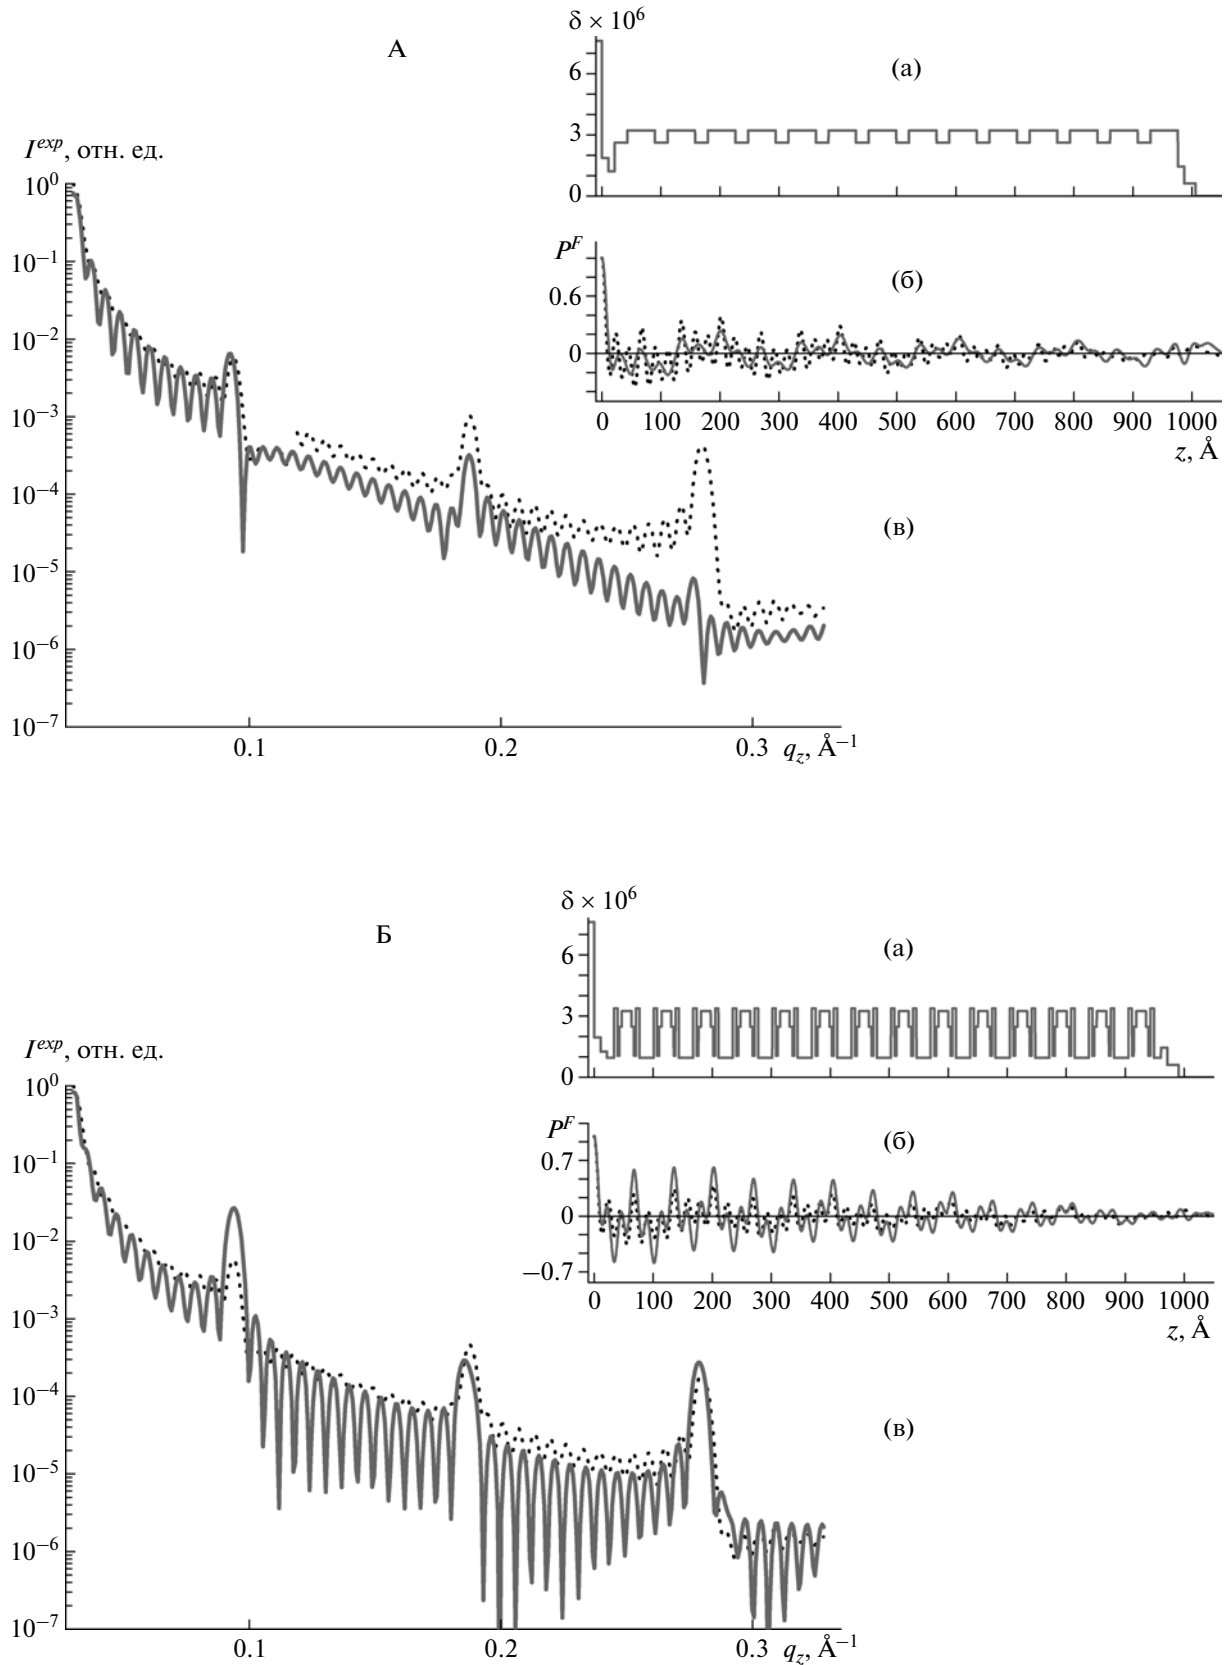 А
δ × 10⁶
(а)
6
3
0
Pᶠ
(б)
0.6
0
0 100 200 300 400 500 600 700 800 900 1000
z, Å
Iᵉˣᵖ, отн. ед.
10⁰
10⁻¹
10⁻²
10⁻³
10⁻⁴
10⁻⁵
10⁻⁶
10⁻⁷
(в)
0.1 0.2 0.3 q_z, Å⁻¹
Б
δ × 10⁶
(а)
6
3
0
Pᶠ
(б)
0.7
0
−0.7
0 100 200 300 400 500 600 700 800 900 1000
z, Å
Iᵉˣᵖ, отн. ед.
10⁰
10⁻¹
10⁻²
10⁻³
10⁻⁴
10⁻⁵
10⁻⁶
10⁻⁷
(в)
0.1 0.2 0.3 q_z, Å⁻¹